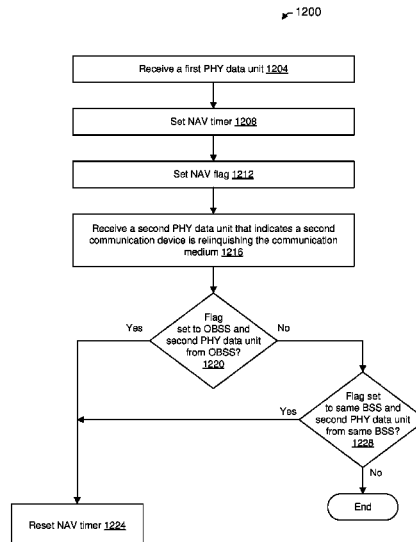 1200
Receive a first PHY data unit 1204
Set NAV timer 1208
Set NAV flag 1212
Receive a second PHY data unit that indicates a second
communication device is relinquishing the communication
medium 1216
Yes
Flag
set to OBSS and
second PHY data unit
from OBSS?
1220
No
Yes
Flag set
to same BSS and
second PHY data unit
from same BSS?
1228
No
Reset NAV timer 1224
End